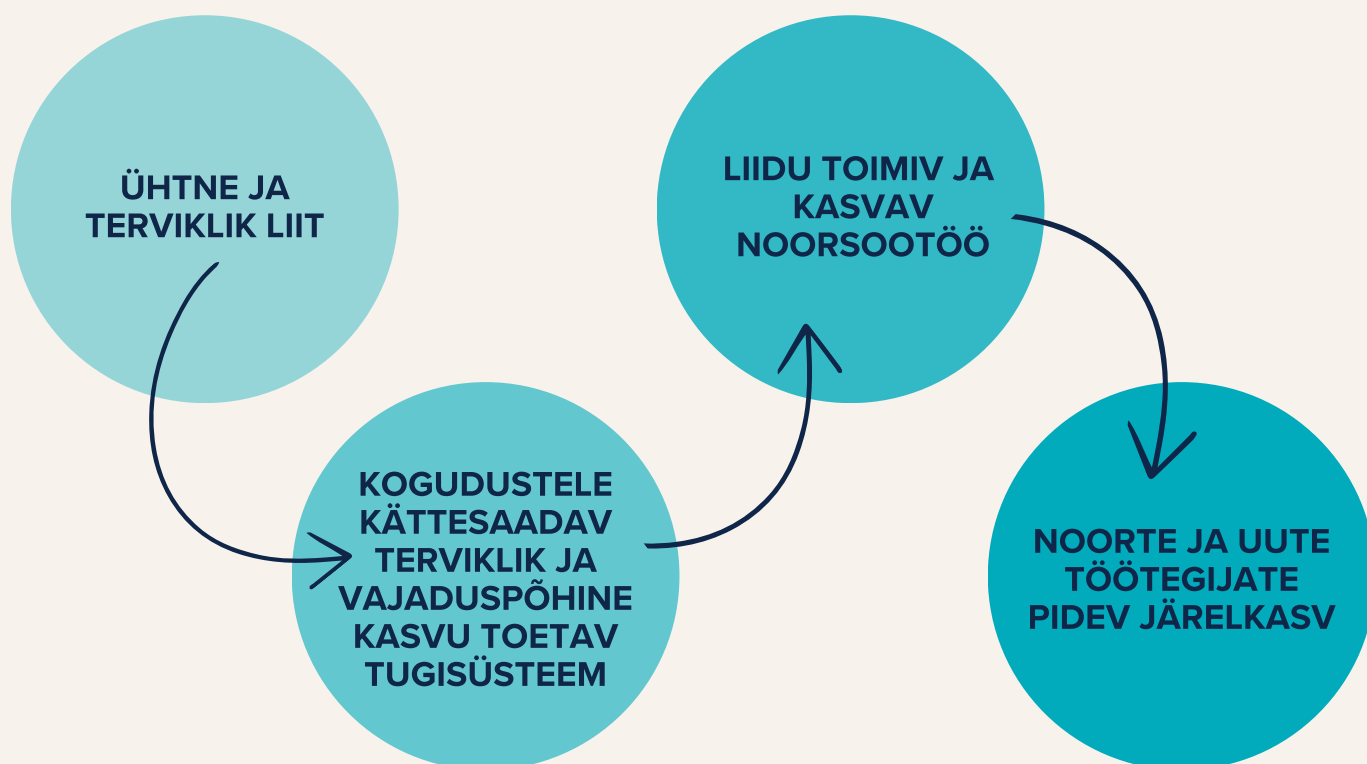 ÜHTNE JA
TERVIKLIK LIIT
KOGUDUSTELE
KÄTTESAADAV
TERVIKLIK JA
VAJADUSPÕHINE
KASVU TOETAV
TUGISÜSTEEM
LIIDU TOIMIV JA
KASVAV
NOORSOOTÖÖ
NOORTE JA UUTE
TÖÖTEGIJATE
PIDEV JÄRELKASV